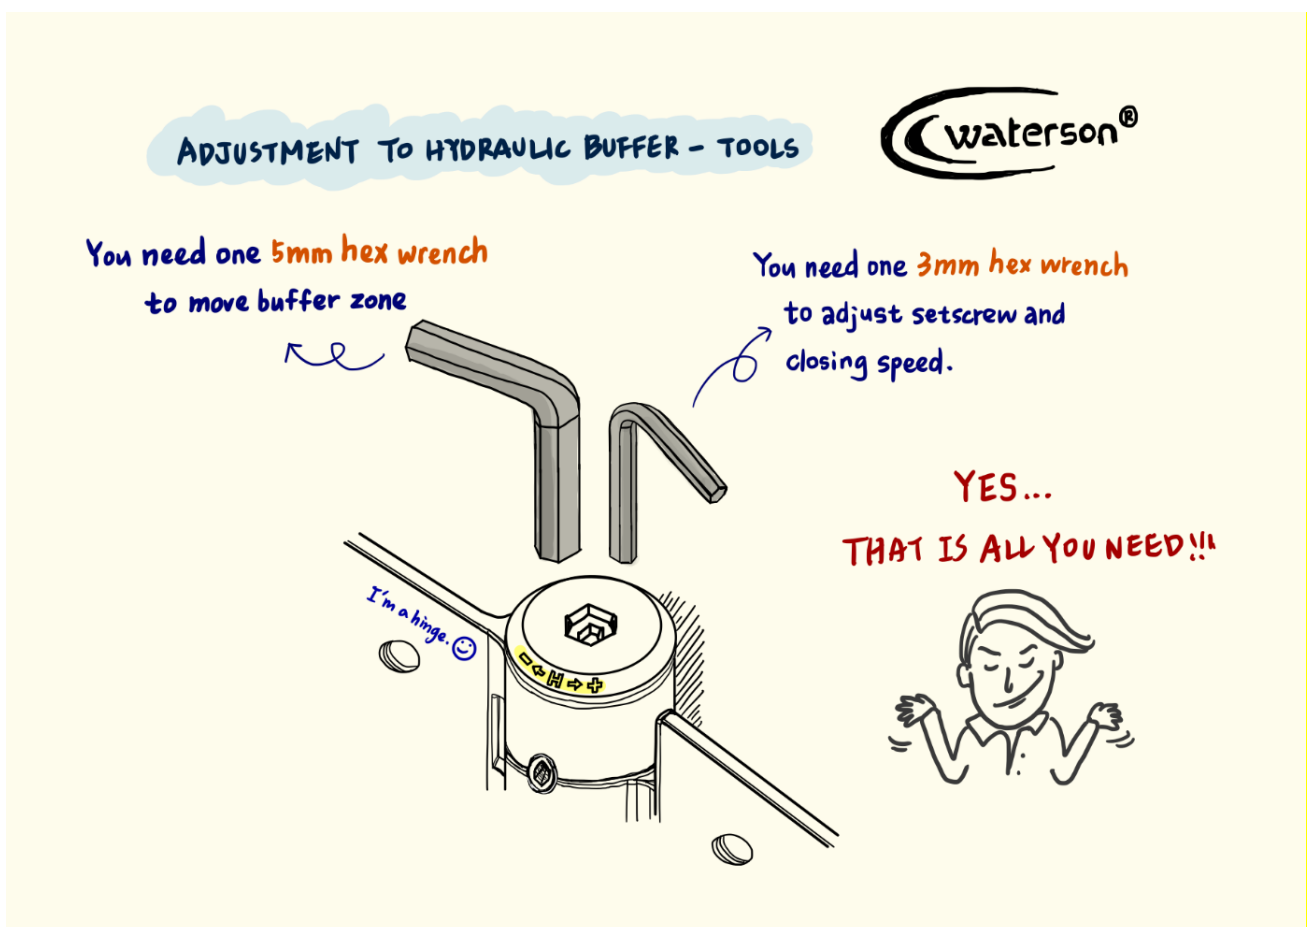 ADJUSTMENT TO HYDRAULIC BUFFER - TOOLS
waterson®
You need one 5mm hex wrench
to move buffer zone
You need one 3mm hex wrench
to adjust setscrew and
closing speed.
YES...
THAT IS ALL YOU NEED!!!
I'm a hinge. ☺
- ← H → +